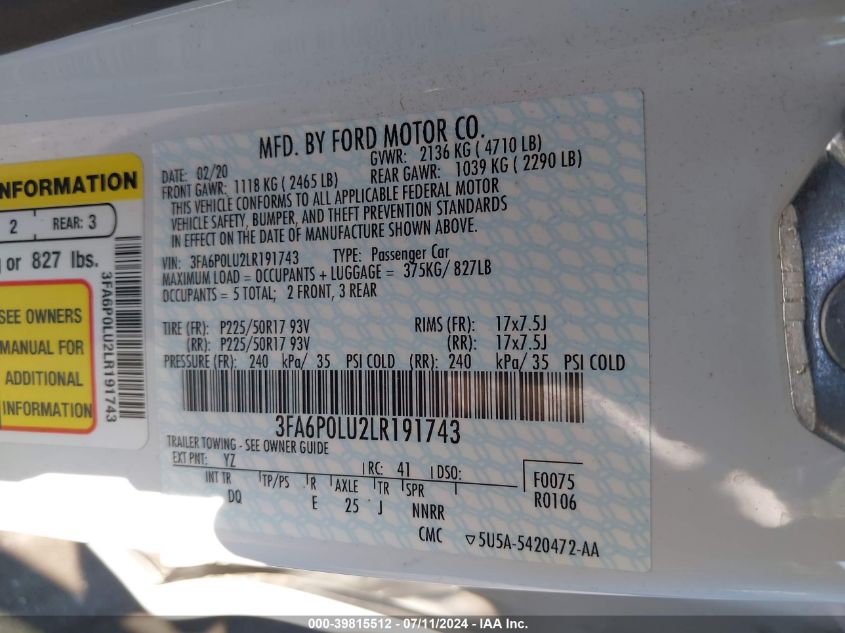 MFD. BY FORD MOTOR CO.
DATE: 02/20 GVWR: 2136 KG ( 4710 LB)
FRONT GAWR: 1118 KG ( 2465 LB) REAR GAWR: 1039 KG ( 2290 LB)
THIS VEHICLE CONFORMS TO ALL APPLICABLE FEDERAL MOTOR
VEHICLE SAFETY, BUMPER, AND THEFT PREVENTION STANDARDS
IN EFFECT ON THE DATE OF MANUFACTURE SHOWN ABOVE.
VIN: 3FA6P0LU2LR191743 TYPE: Passenger Car
MAXIMUM LOAD = OCCUPANTS + LUGGAGE = 375KG/ 827LB
OCCUPANTS = 5 TOTAL; 2 FRONT, 3 REAR
TIRE (FR): P225/50R17 93V RIMS (FR): 17x7.5J
(RR): P225/50R17 93V (RR): 17x7.5J
PRESSURE (FR): 240 kPa/ 35 PSI COLD (RR): 240 kPa/ 35 PSI COLD
3FA6P0LU2LR191743
TRAILER TOWING - SEE OWNER GUIDE
EXT PNT: YZ RC: 41 DSO:
INT TR TP/PS R AXLE TR SPR
DQ E 25 J NNRR
F0075
R0106
CMC ▽5U5A-5420472-AA
INFORMATION
2 REAR: 3
or 827 lbs.
SEE OWNERS
MANUAL FOR
ADDITIONAL
INFORMATION
3FA6P0LU2LR191743
000-39815512 - 07/11/2024 - IAA Inc.